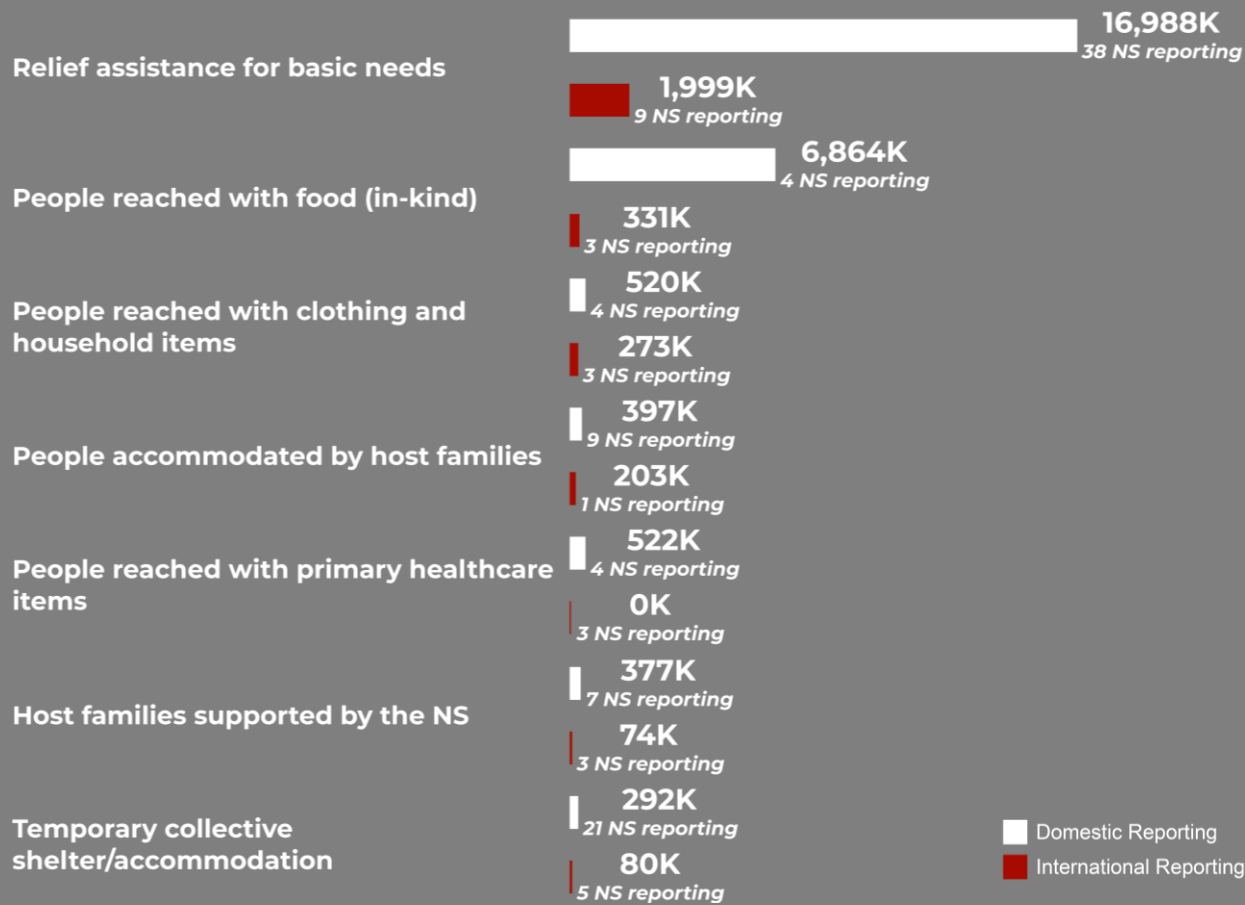 16,988K
38 NS reporting
Relief assistance for basic needs
1,999K
9 NS reporting
6,864K
4 NS reporting
People reached with food (in-kind)
331K
3 NS reporting
520K
4 NS reporting
People reached with clothing and
household items
273K
3 NS reporting
397K
9 NS reporting
People accommodated by host families
203K
1 NS reporting
522K
4 NS reporting
People reached with primary healthcare
items
0K
3 NS reporting
377K
7 NS reporting
Host families supported by the NS
74K
3 NS reporting
292K
21 NS reporting
Temporary collective
shelter/accommodation
80K
5 NS reporting
Domestic Reporting
International Reporting